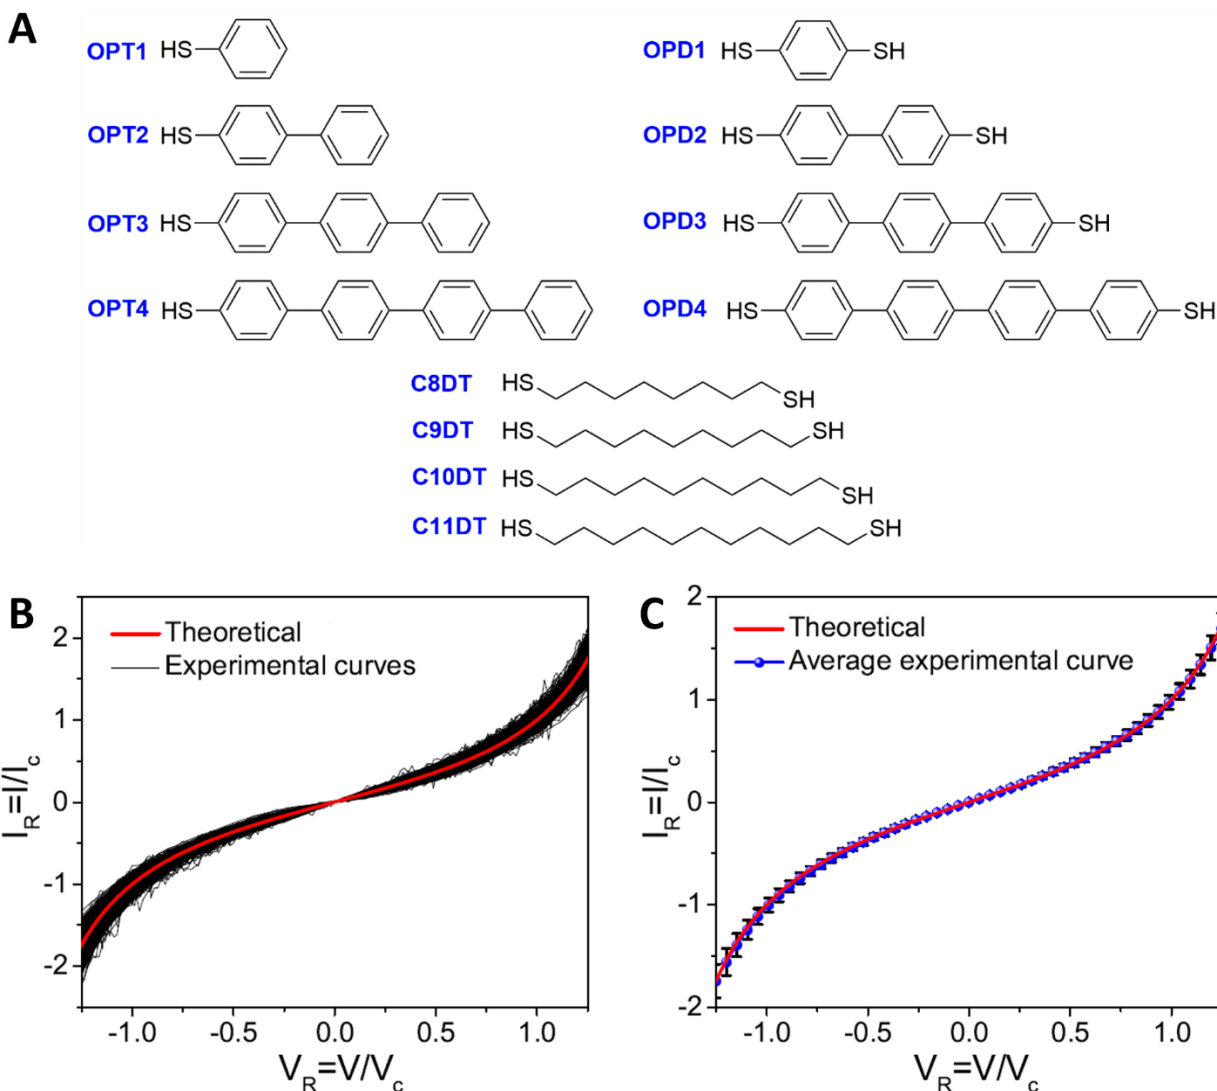 A
OPT1 HS
OPD1 HS SH
OPT2 HS
OPD2 HS SH
OPT3 HS
OPD3 HS SH
OPT4 HS
OPD4 HS SH
C8DT HS SH
C9DT HS SH
C10DT HS SH
C11DT HS SH
B
Theoretical
Experimental curves
2
1
0
-1
-2
I_R=I/I_c
-1.0 -0.5 0.0 0.5 1.0
V_R=V/V_c
C
Theoretical
Average experimental curve
2
1
0
-1
-2
I_R=I/I_c
-1.0 -0.5 0.0 0.5 1.0
V_R=V/V_c